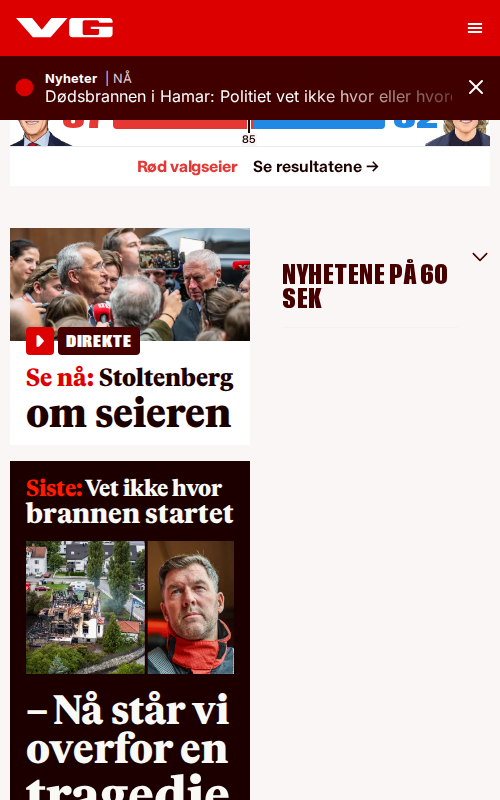 VG
Nyheter | NÅ
Dødsbrannen i Hamar: Politiet vet ikke hvor eller hvor
85
Rød valgseier Se resultatene →
DIREKTE
Se nå: Stoltenberg
om seieren
NYHETENE PÅ 60
SEK
Siste: Vet ikke hvor
brannen startet
– Nå står vi
overfor en
tragedie